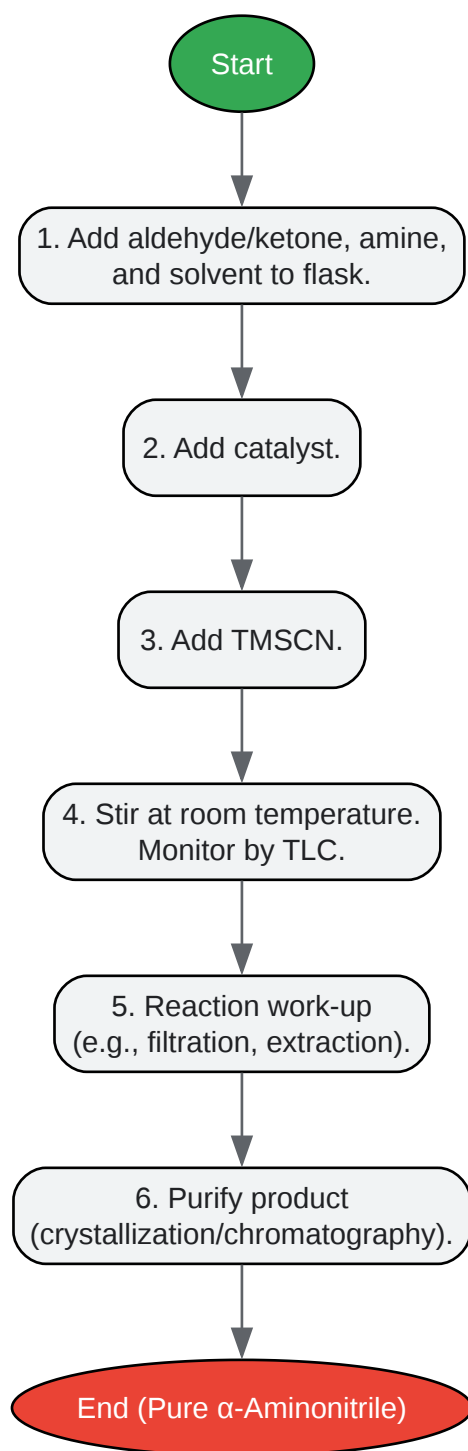 Start
1. Add aldehyde/ketone, amine,
and solvent to flask.
2. Add catalyst.
3. Add TMSCN.
4. Stir at room temperature.
Monitor by TLC.
5. Reaction work-up
(e.g., filtration, extraction).
6. Purify product
(crystallization/chromatography).
End (Pure α-Aminonitrile)